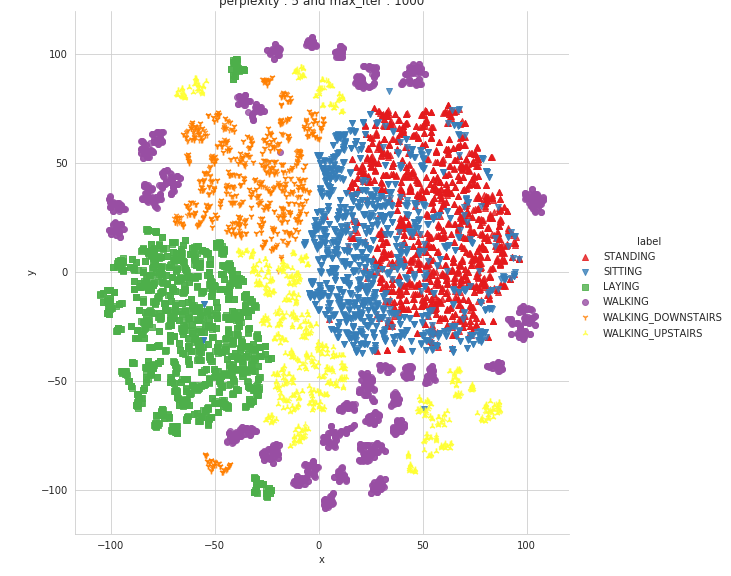 perplexity : 5 and max_iter : 1000
100
50
0
−50
−100
y
−100
−50
0
50
100
x
label
STANDING
SITTING
LAYING
WALKING
WALKING_DOWNSTAIRS
WALKING_UPSTAIRS